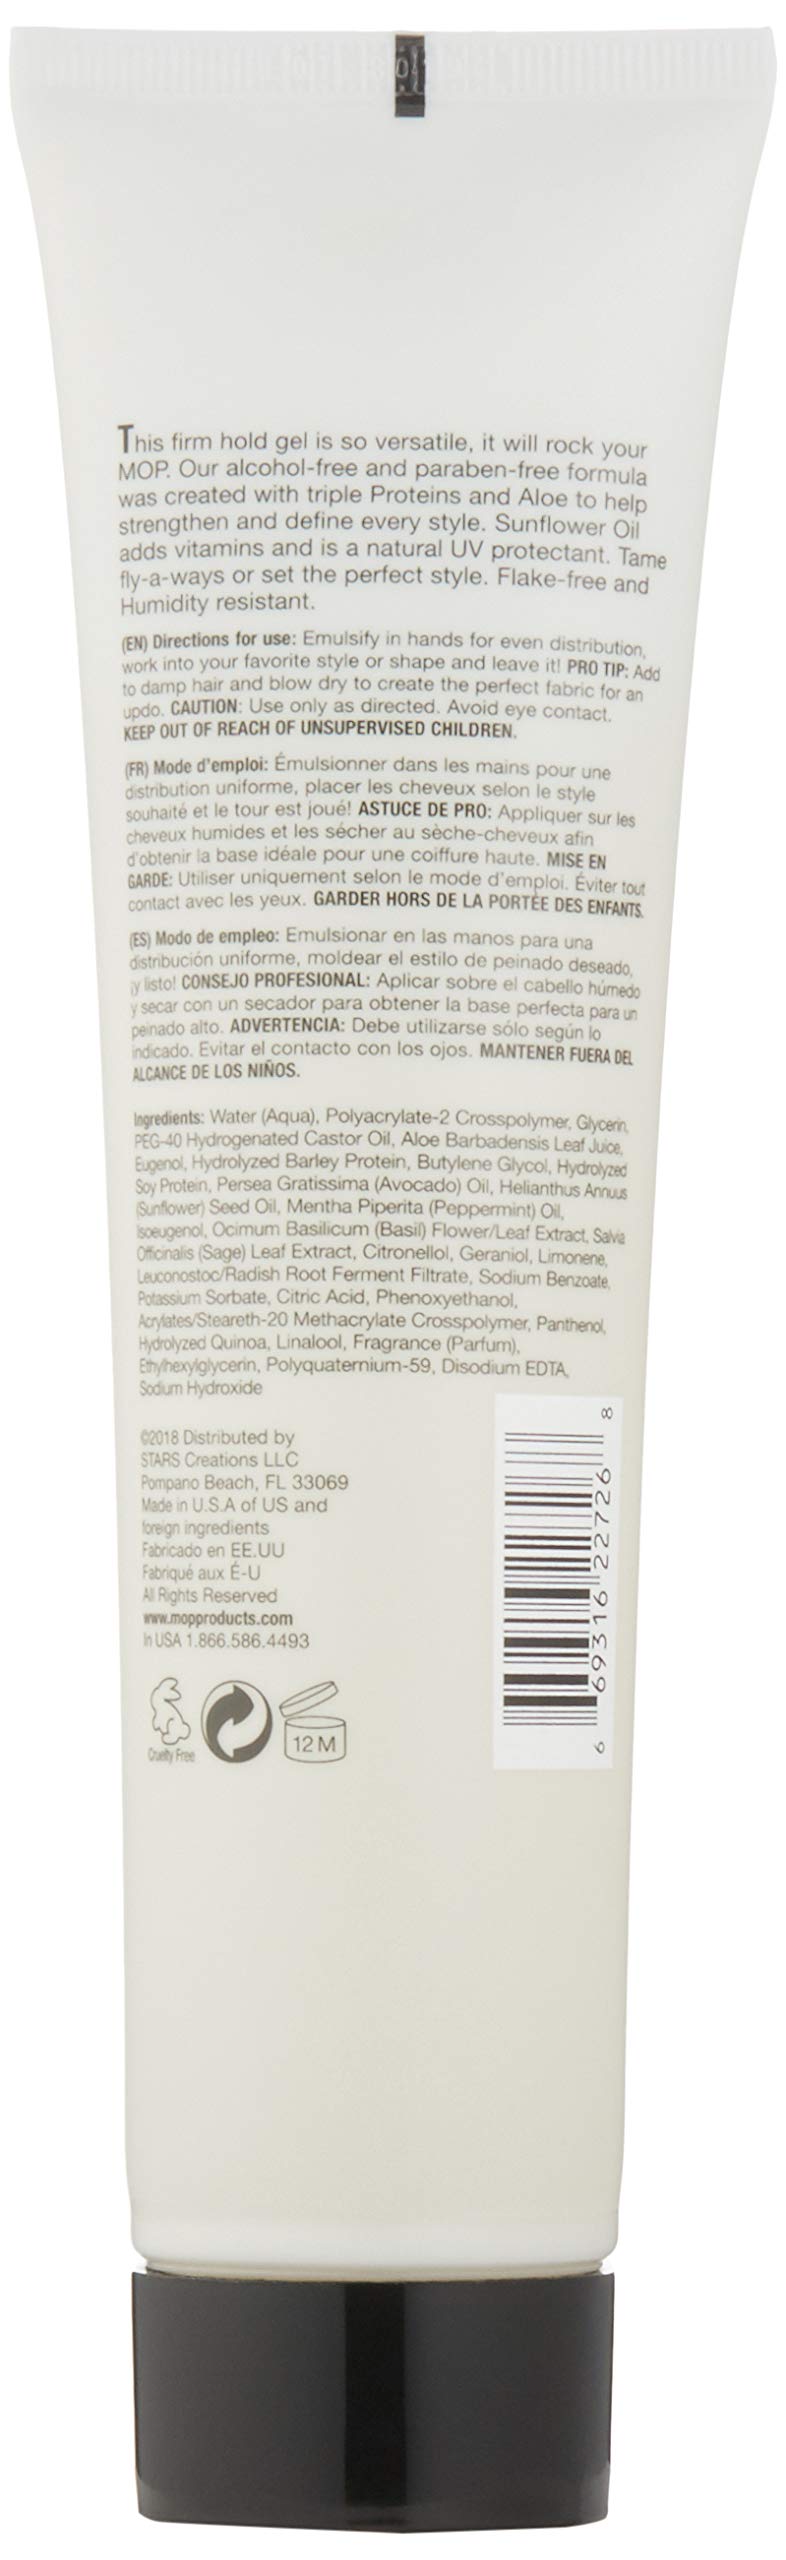 This firm hold gel is so versatile, it will rock your
MOP. Our alcohol-free and paraben-free formula
was created with triple Proteins and Aloe to help
strengthen and define every style. Sunflower Oil
adds vitamins and is a natural UV protectant. Tame
fly-a-ways or set the perfect style. Flake-free and
Humidity resistant.
(EN) Directions for use: Emulsify in hands for even distribution,
work into your favorite style or shape and leave it! PRO TIP: Add
to damp hair and blow dry to create the perfect fabric for an
updo. CAUTION: Use only as directed. Avoid eye contact.
KEEP OUT OF REACH OF UNSUPERVISED CHILDREN.
(FR) Mode d'emploi: Émulsionner dans les mains pour une
distribution uniforme, placer les cheveux selon le style
souhaité et le tour est joué! ASTUCE DE PRO: Appliquer sur les
cheveux humides et les sécher au sèche-cheveux afin
d'obtenir la base idéale pour une coiffure haute. MISE EN
GARDE: Utiliser uniquement selon le mode d'emploi. Éviter tout
contact avec les yeux. GARDER HORS DE LA PORTÉE DES ENFANTS.
(ES) Modo de empleo: Emulsionar en las manos para una
distribución uniforme, moldear el estilo de peinado deseado,
¡y listo! CONSEJO PROFESIONAL: Aplicar sobre el cabello húmedo
y secar con un secador para obtener la base perfecta para un
peinado alto. ADVERTENCIA: Debe utilizarse sólo según lo
indicado. Evitar el contacto con los ojos. MANTENER FUERA DEL
ALCANCE DE LOS NIÑOS.
Ingredients: Water (Aqua), Polyacrylate-2 Crosspolymer, Glycerin,
PEG-40 Hydrogenated Castor Oil, Aloe Barbadensis Leaf Juice,
Eugenol, Hydrolyzed Barley Protein, Butylene Glycol, Hydrolyzed
Soy Protein, Persea Gratissima (Avocado) Oil, Helianthus Annuus
(Sunflower) Seed Oil, Mentha Piperita (Peppermint) Oil,
Isoeugenol, Ocimum Basilicum (Basil) Flower/Leaf Extract, Salvia
Officinalis (Sage) Leaf Extract, Citronellol, Geraniol, Limonene,
Leuconostoc/Radish Root Ferment Filtrate, Sodium Benzoate,
Potassium Sorbate, Citric Acid, Phenoxyethanol,
Acrylates/Steareth-20 Methacrylate Crosspolymer, Panthenol,
Hydrolyzed Quinoa, Linalool, Fragrance (Parfum),
Ethylhexylglycerin, Polyquaternium-59, Disodium EDTA,
Sodium Hydroxide
©2018 Distributed by
STARS Creations LLC
Pompano Beach, FL 33069
Made in U.S.A of US and
foreign ingredients
Fabricado en EE.UU
Fabriqué aux É-U
All Rights Reserved
www.mopproducts.com
In USA 1.866.586.4493
Cruelty Free
12 M
6 69316 22726 8